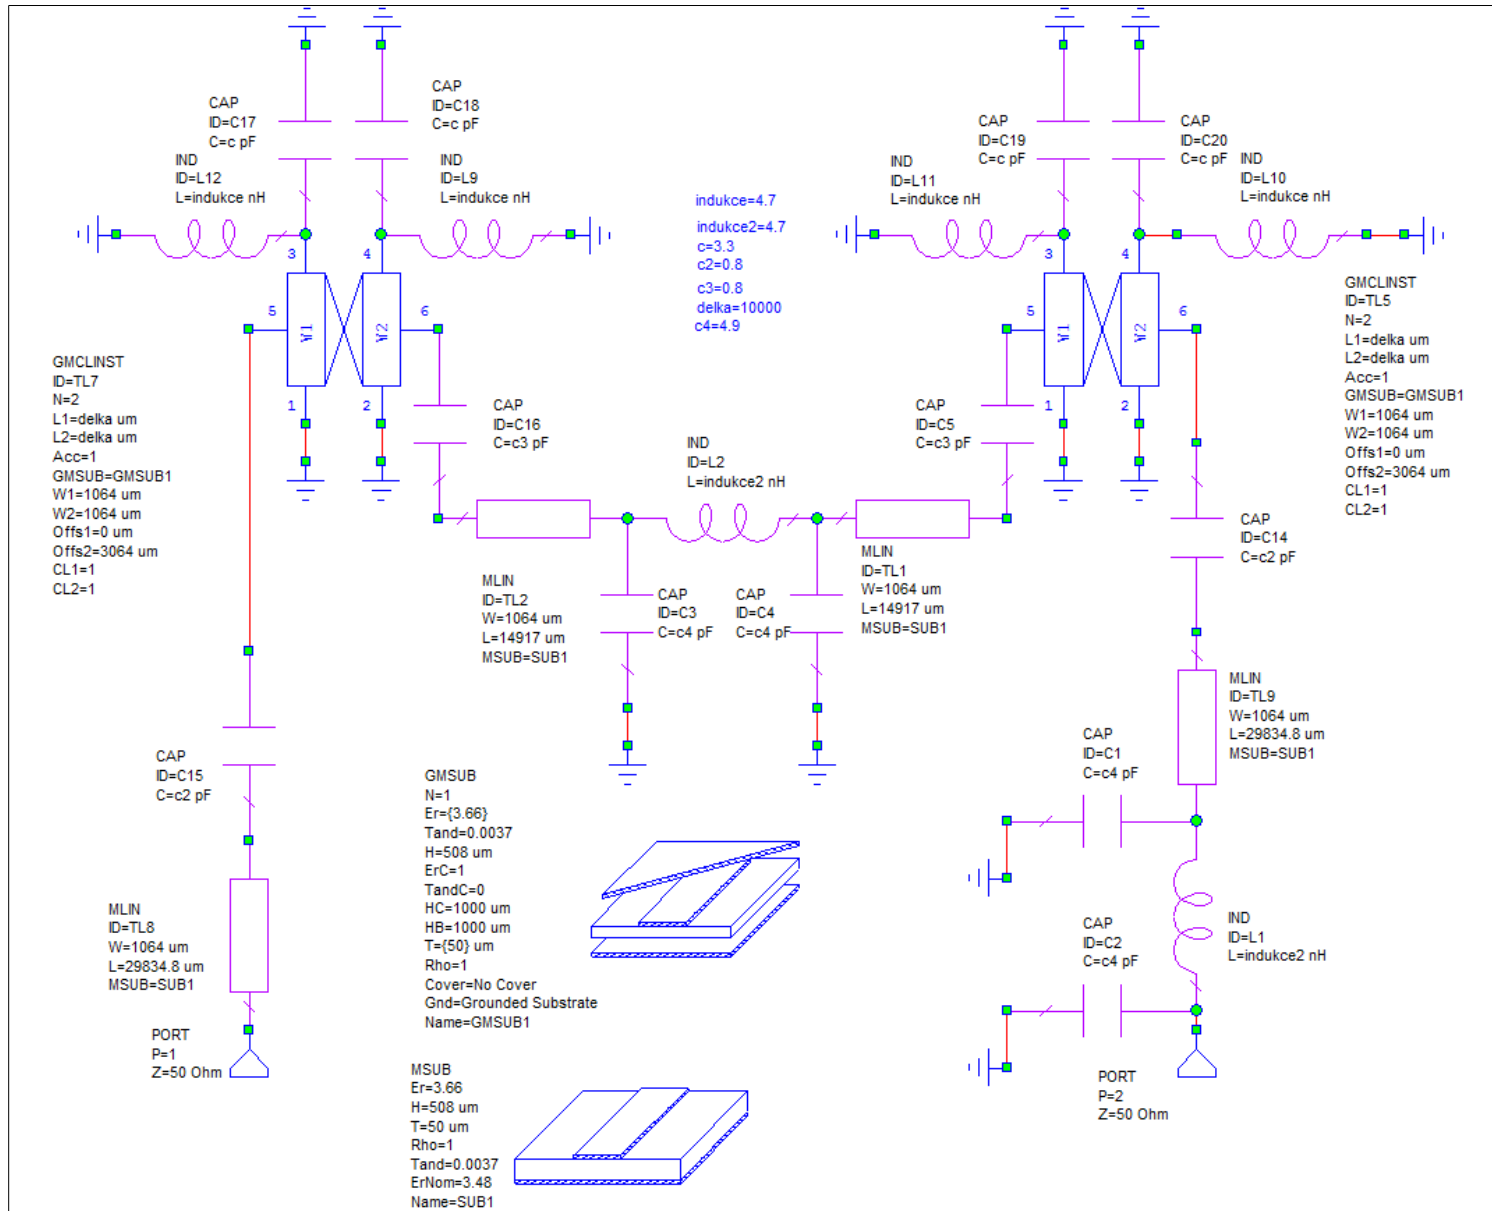 CAP
ID=C17
C=c pF
CAP
ID=C18
C=c pF
IND
ID=L12
L=indukce nH
IND
ID=L9
L=indukce nH
3
4
5
6
W1
W2
1
2
GMCLINST
ID=TL7
N=2
L1=delka um
L2=delka um
Acc=1
GMSUB=GMSUB1
W1=1064 um
W2=1064 um
Offs1=0 um
Offs2=3064 um
CL1=1
CL2=1
CAP
ID=C16
C=c3 pF
indukce=4.7
indukce2=4.7
c=3.3
c2=0.8
c3=0.8
delka=10000
c4=4.9
CAP
ID=C19
C=c pF
CAP
ID=C20
C=c pF
IND
ID=L11
L=indukce nH
IND
ID=L10
L=indukce nH
3
4
5
6
W1
W2
1
2
GMCLINST
ID=TL5
N=2
L1=delka um
L2=delka um
Acc=1
GMSUB=GMSUB1
W1=1064 um
W2=1064 um
Offs1=0 um
Offs2=3064 um
CL1=1
CL2=1
CAP
ID=C5
C=c3 pF
IND
ID=L2
L=indukce2 nH
MLIN
ID=TL2
W=1064 um
L=14917 um
MSUB=SUB1
CAP
ID=C3
C=c4 pF
CAP
ID=C4
C=c4 pF
MLIN
ID=TL1
W=1064 um
L=14917 um
MSUB=SUB1
CAP
ID=C14
C=c2 pF
MLIN
ID=TL9
W=1064 um
L=29834.8 um
MSUB=SUB1
CAP
ID=C1
C=c4 pF
CAP
ID=C2
C=c4 pF
IND
ID=L1
L=indukce2 nH
PORT
P=2
Z=50 Ohm
CAP
ID=C15
C=c2 pF
MLIN
ID=TL8
W=1064 um
L=29834.8 um
MSUB=SUB1
PORT
P=1
Z=50 Ohm
GMSUB
N=1
Er={3.66}
Tand=0.0037
H=508 um
ErC=1
TandC=0
HC=1000 um
HB=1000 um
T={50} um
Rho=1
Cover=No Cover
Gnd=Grounded Substrate
Name=GMSUB1
MSUB
Er=3.66
H=508 um
T=50 um
Rho=1
Tand=0.0037
ErNom=3.48
Name=SUB1